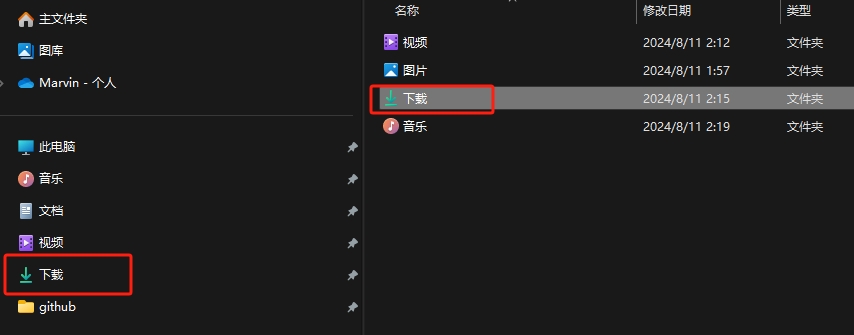 主文件夹
图库
Marvin - 个人
此电脑
音乐
文档
视频
下载
github
名称 修改日期 类型
视频 2024/8/11 2:12 文件夹
图片 2024/8/11 1:57 文件夹
下载 2024/8/11 2:15 文件夹
音乐 2024/8/11 2:19 文件夹